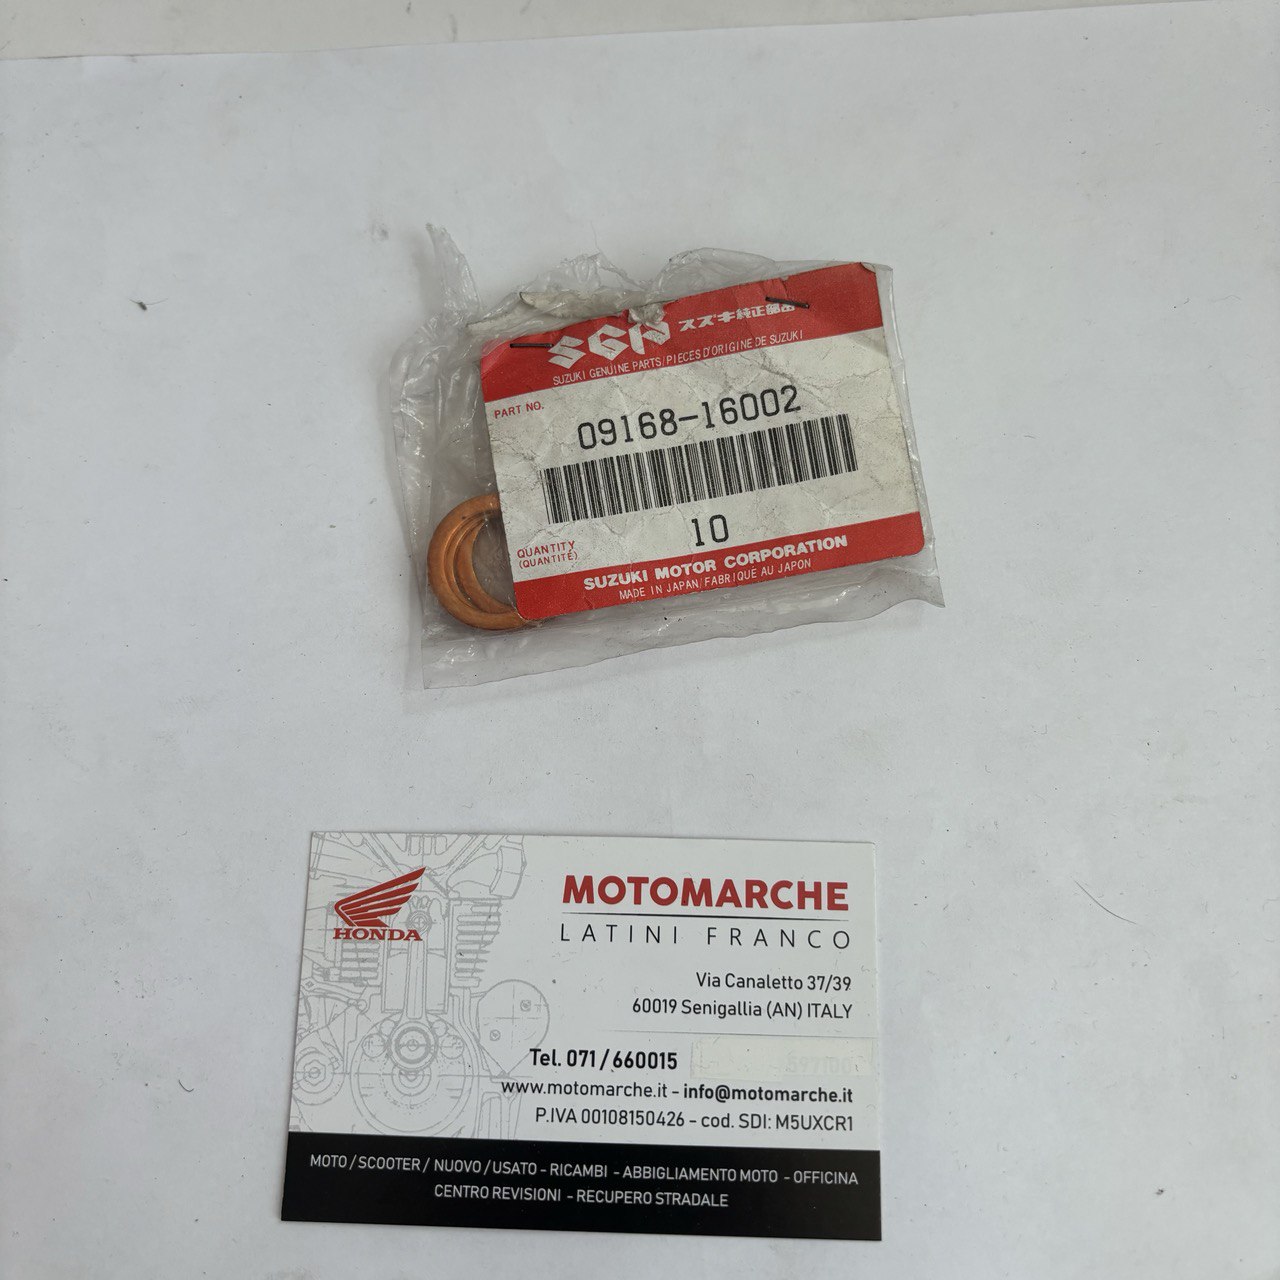 SGP スズキ純正部品
SUZUKI GENUINE PARTS/PIECES D'ORIGINE DE SUZUKI
PART NO.
09168-16002
10
QUANTITY
(QUANTITÉ)
SUZUKI MOTOR CORPORATION
MADE IN JAPAN/FABRIQUÉ AU JAPON
HONDA
MOTOMARCHE
LATINI FRANCO
Via Canaletto 37/39
60019 Senigallia (AN) ITALY
Tel. 071/660015
www.motomarche.it - info@motomarche.it
P.IVA 00108150426 - cod. SDI: M5UXCR1
MOTO / SCOOTER / NUOVO / USATO - RICAMBI - ABBIGLIAMENTO MOTO - OFFICINA
CENTRO REVISIONI - RECUPERO STRADALE